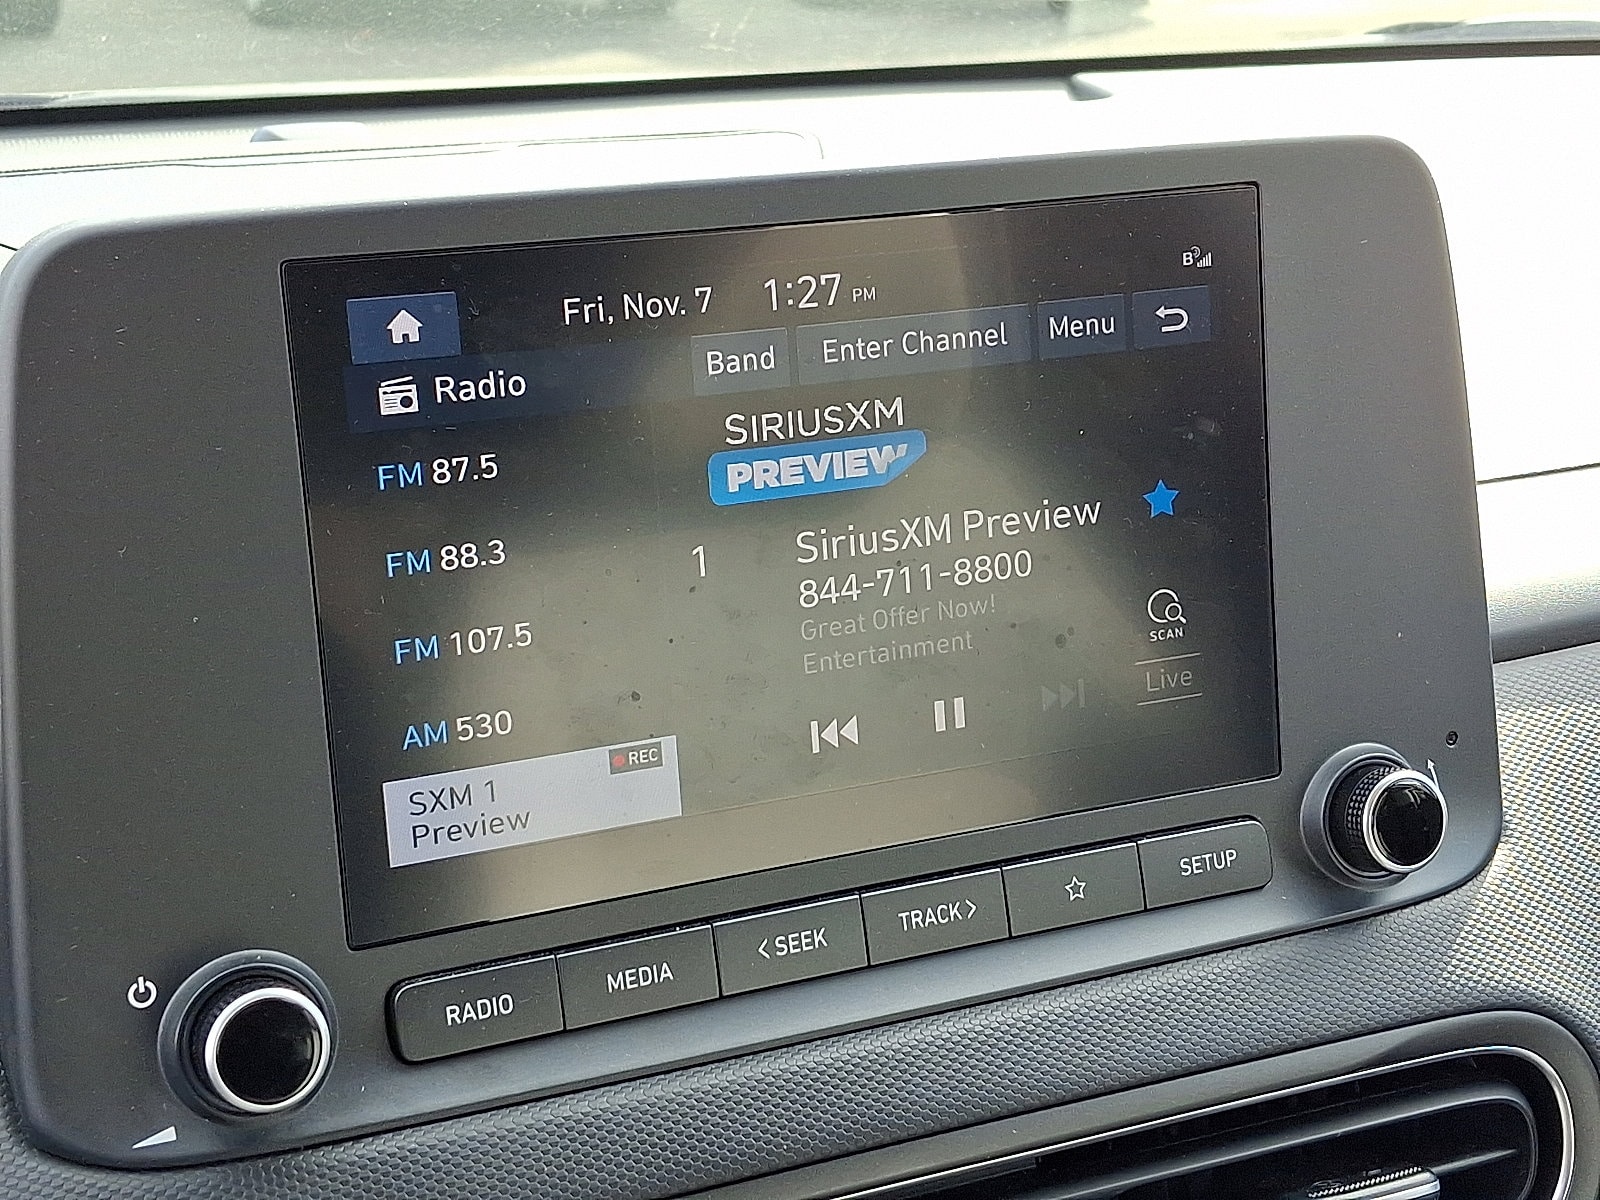 Fri, Nov. 7 1:27 PM
B
Radio
Band
Enter Channel
Menu
FM 87.5
FM 88.3
FM 107.5
AM 530
SXM 1
REC
Preview
SIRIUSXM
PREVIEW
1
SiriusXM Preview
844-711-8800
Great Offer Now!
Entertainment
SCAN
Live
RADIO
MEDIA
< SEEK
TRACK >
SETUP